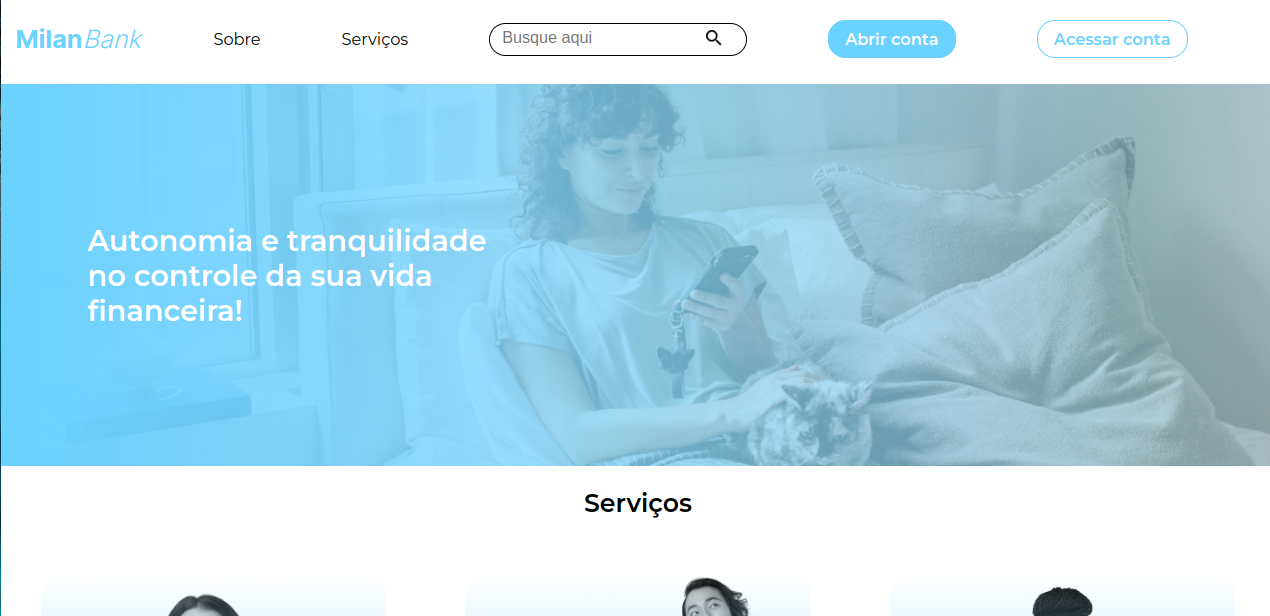 MilanBank
Sobre
Serviços
Busque aqui
Abrir conta
Acessar conta
Autonomia e tranquilidade
no controle da sua vida
financeira!
Serviços